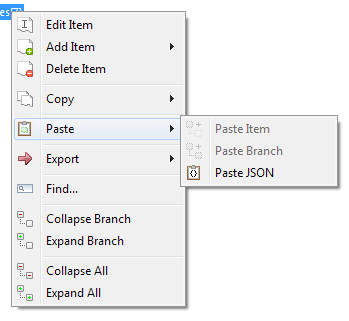 Edit Item
Add Item
Delete Item
Copy
Paste
Paste Item
Paste Branch
Paste JSON
Export
Find...
Collapse Branch
Expand Branch
Collapse All
Expand All